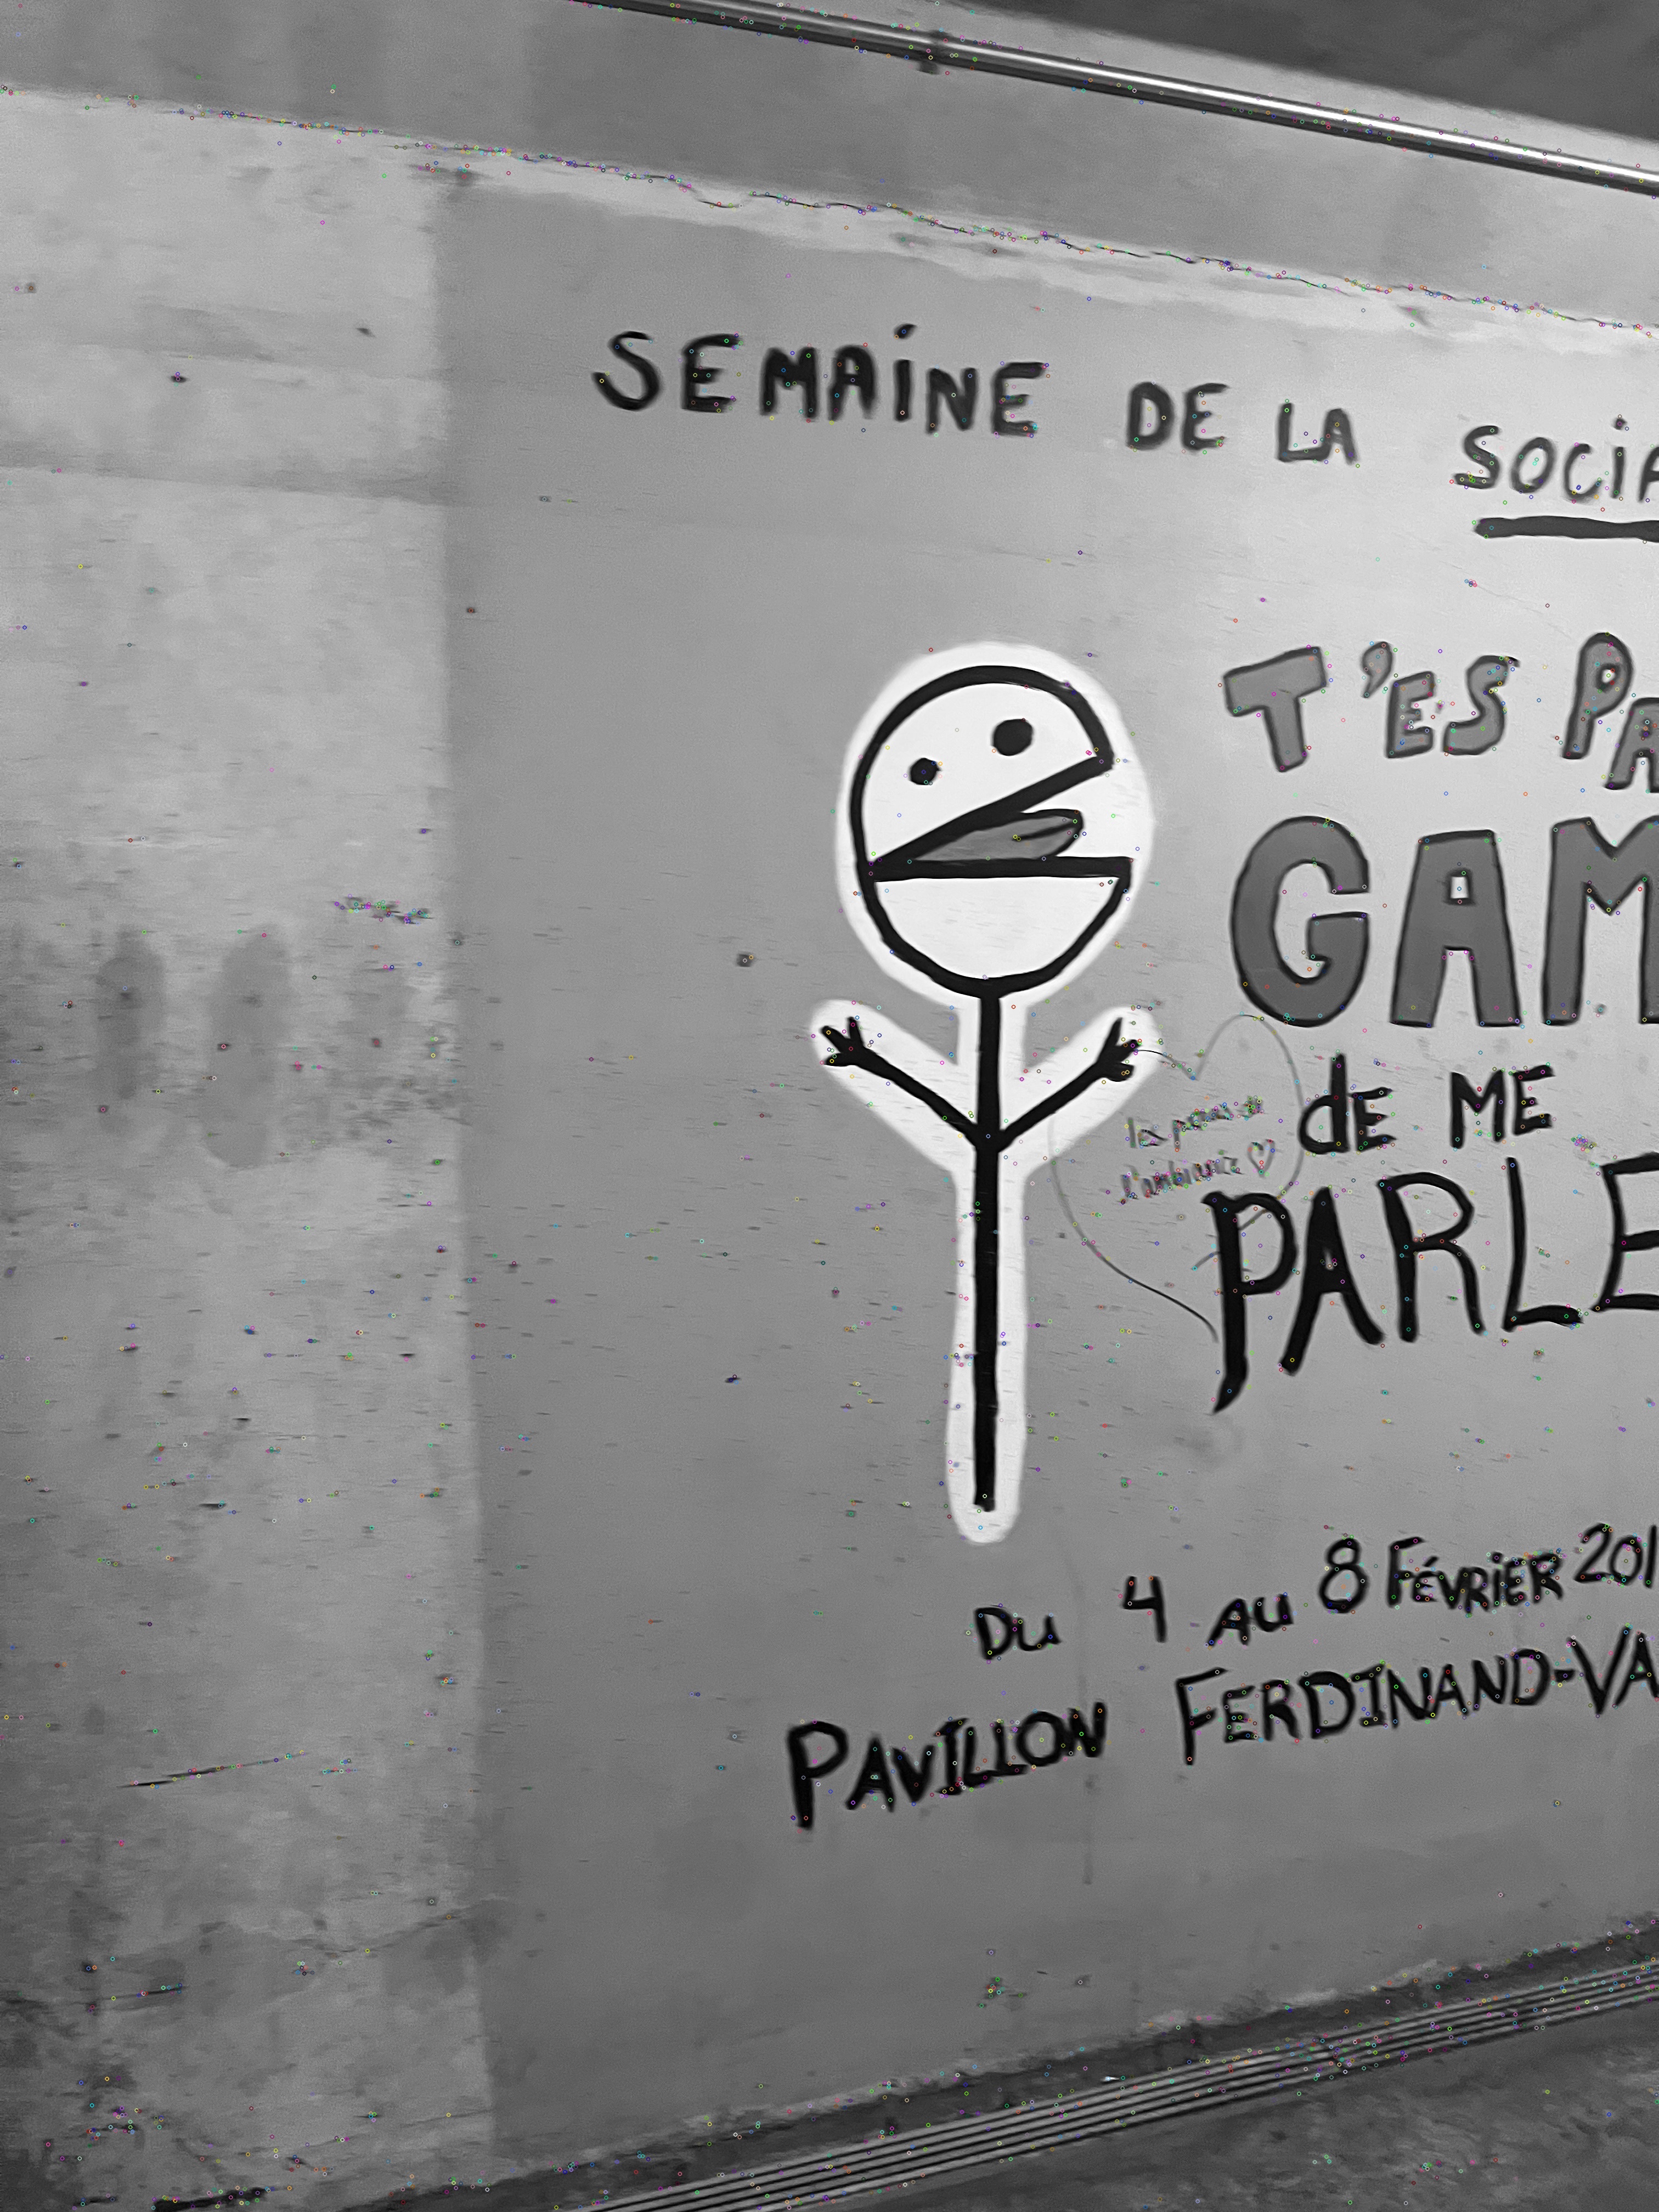 SEMAINE DE LA SOCIA
T'ES PA
GAM
dE ME
PARLE
DU 4 AU 8 FÉVRIER 201
PAVILLON FERDINAND-VA